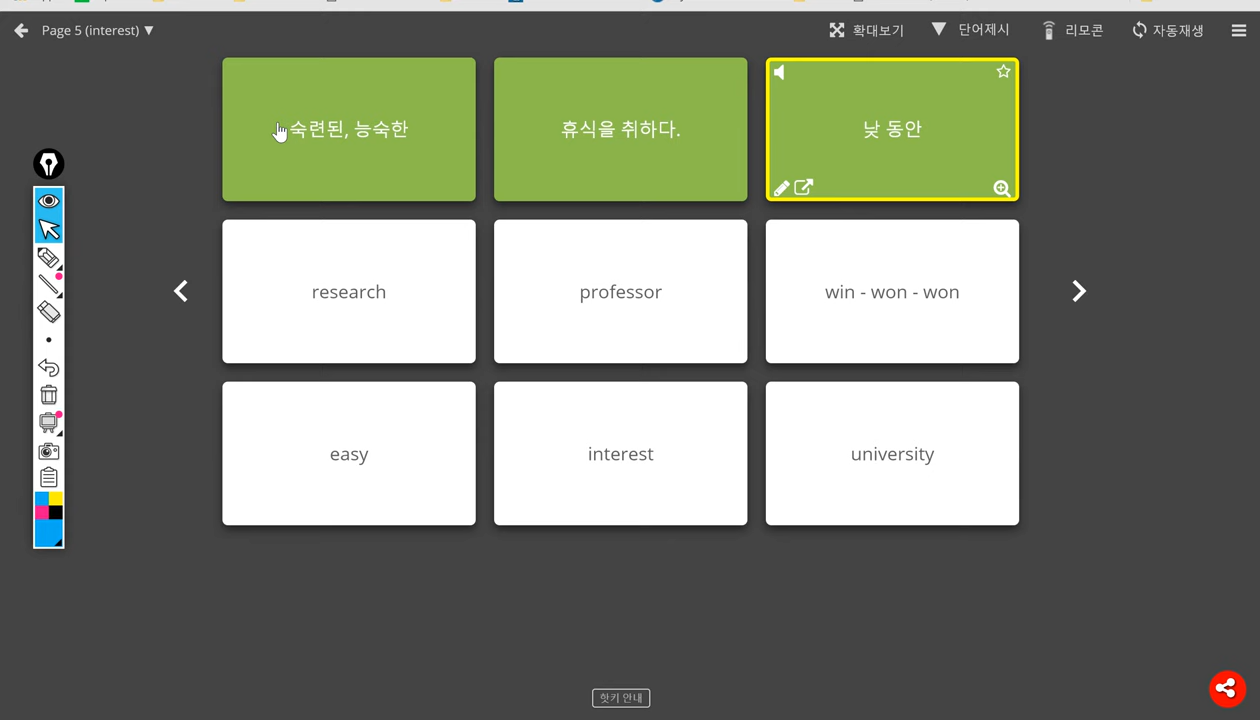 Page 5 (interest) ▼
확대보기
단어제시
리모콘
자동재생
숙련된, 능숙한
휴식을 취하다.
낮 동안
research
professor
win - won - won
easy
interest
university
핫키 안내